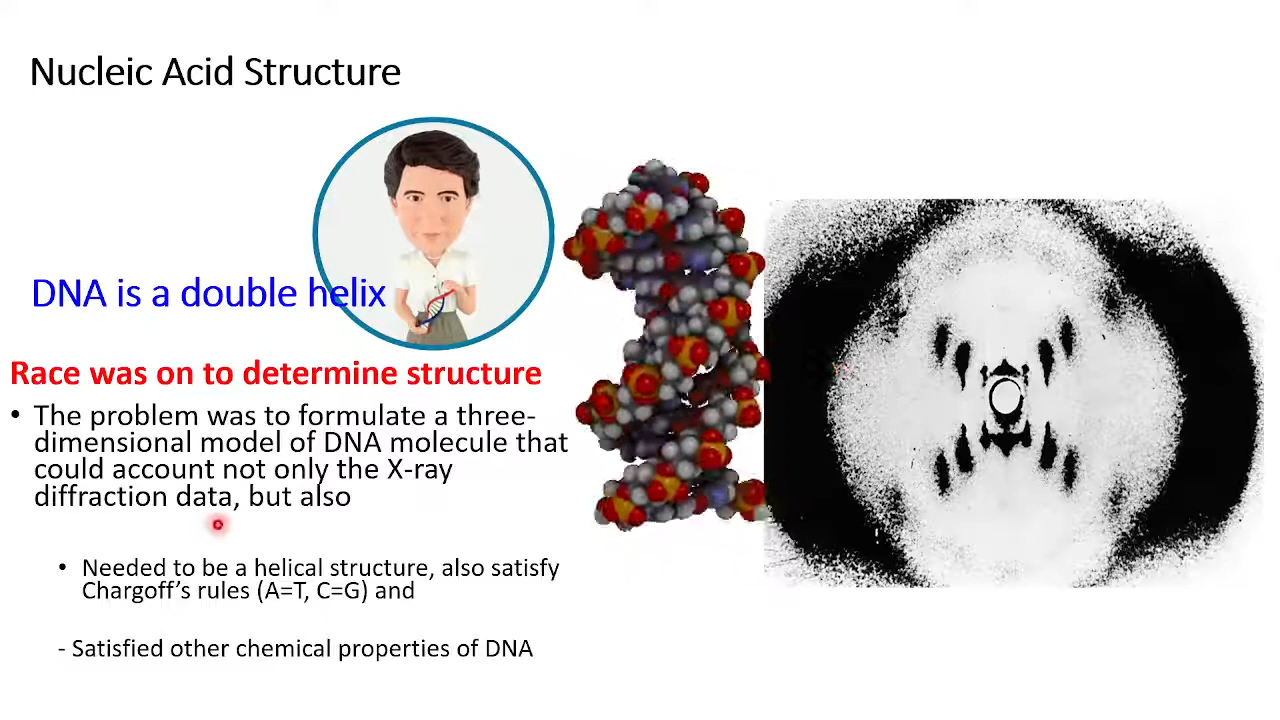 Nucleic Acid Structure
DNA is a double helix
Race was on to determine structure
• The problem was to formulate a three-
dimensional model of DNA molecule that
could account not only the X-ray
diffraction data, but also
• Needed to be a helical structure, also satisfy
Chargoff's rules (A=T, C=G) and
- Satisfied other chemical properties of DNA